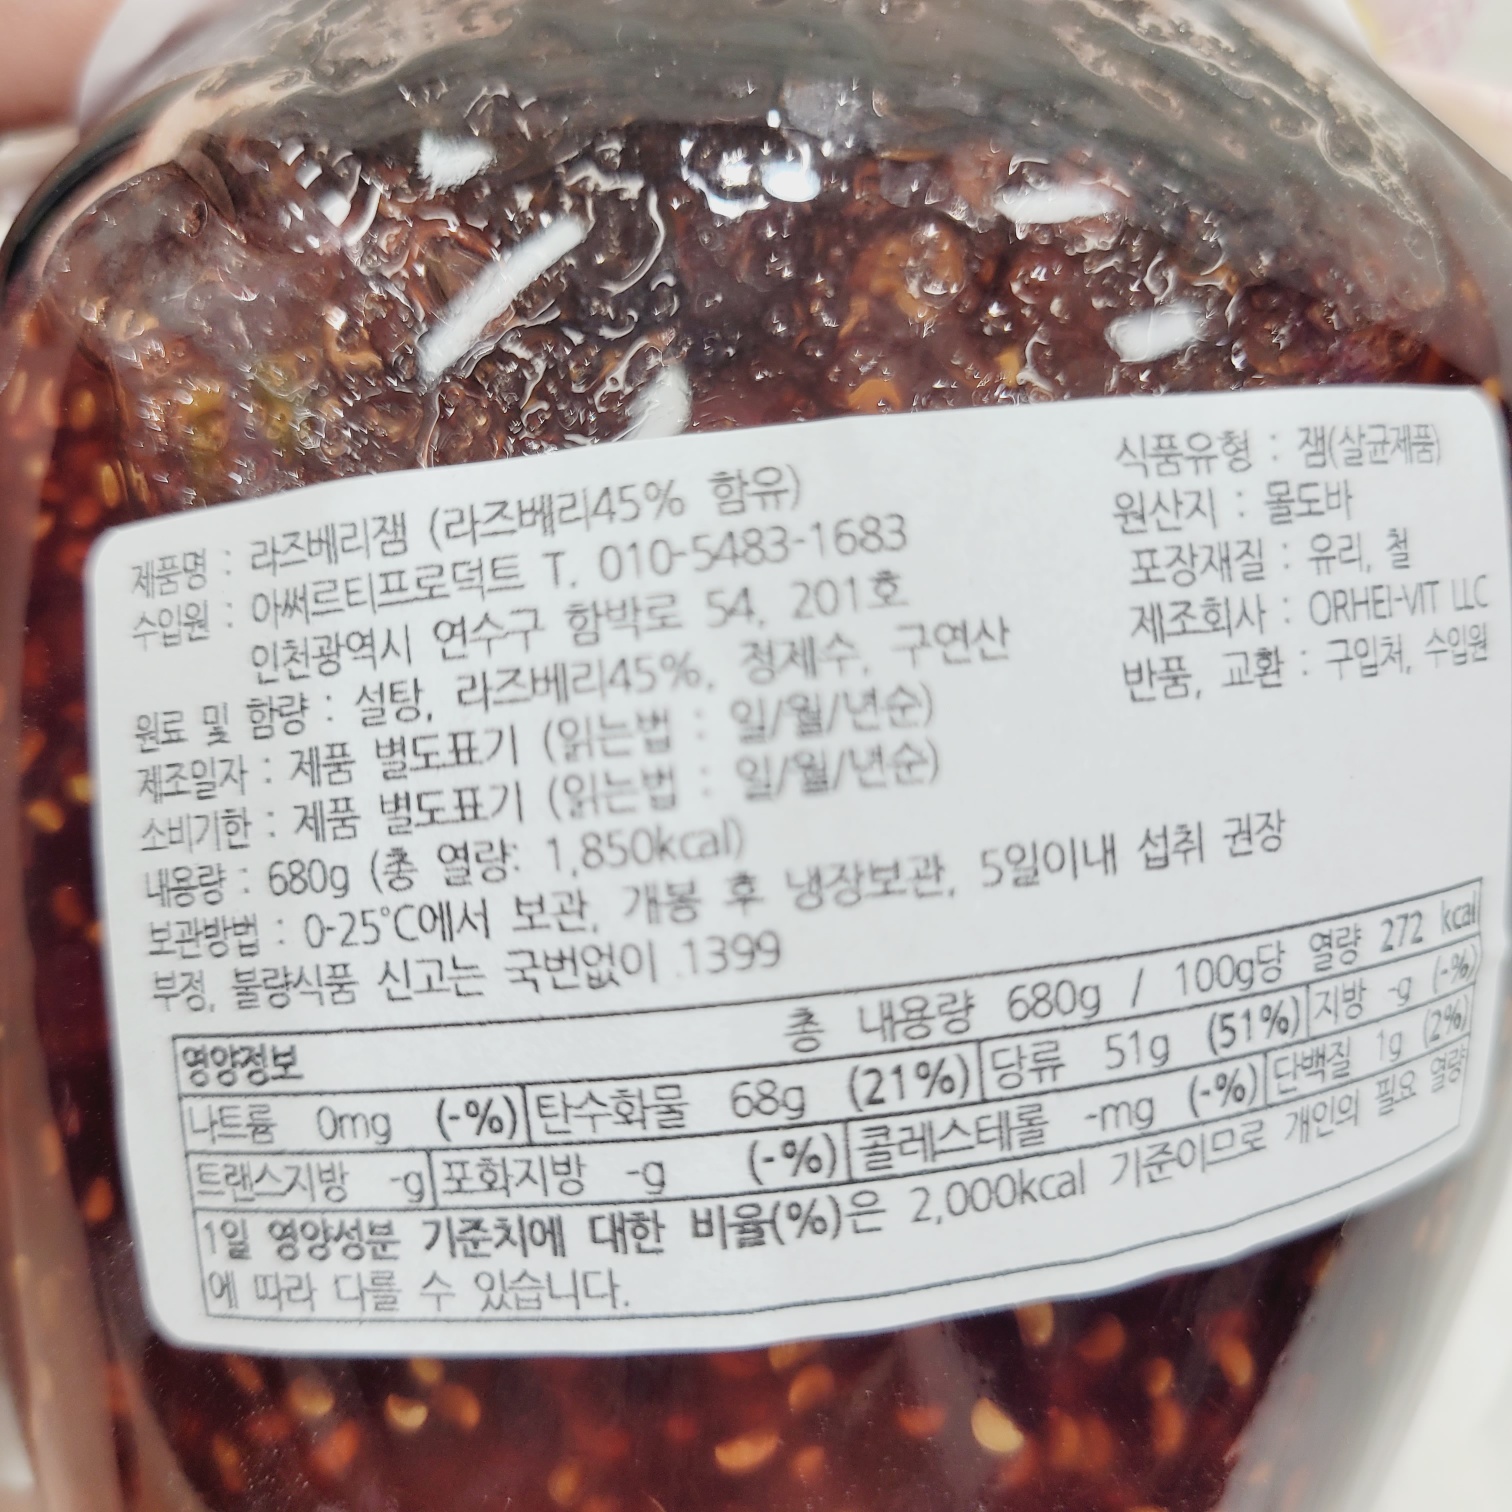 제품명 : 라즈베리잼 (라즈베리45% 함유)
수입원 : 아써르티프로덕트 T. 010-5483-1683
인천광역시 연수구 함박로 54, 201호
원료 및 함량 : 설탕, 라즈베리45%, 정제수, 구연산
제조일자 : 제품 별도표기 (읽는법 : 일/월/년순)
소비기한 : 제품 별도표기 (읽는법 : 일/월/년순)
내용량 : 680g (총 열량: 1,850kcal)
보관방법 : 0-25℃에서 보관, 개봉 후 냉장보관, 5일이내 섭취 권장
부정, 불량식품 신고는 국번없이 1399
식품유형 : 잼(살균제품)
원산지 : 몰도바
포장재질 : 유리, 철
제조회사 : ORHEI-VIT LLC
반품, 교환 : 구입처, 수입원
영양정보 총 내용량 680g / 100g당 열량 272 kcal
나트륨 0mg (-%) 탄수화물 68g (21%) 당류 51g (51%) 지방 -g (-%)
트랜스지방 -g 포화지방 -g (-%) 콜레스테롤 -mg (-%) 단백질 1g (2%)
1일 영양성분 기준치에 대한 비율(%)은 2,000kcal 기준이므로 개인의 필요 열량
에 따라 다를 수 있습니다.